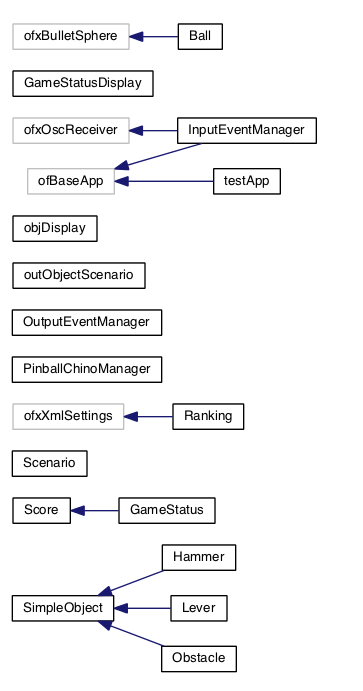 ofxBulletSphere
Ball
GameStatusDisplay
ofxOscReceiver
InputEventManager
ofBaseApp
testApp
objDisplay
outObjectScenario
OutputEventManager
PinballChinoManager
ofxXmlSettings
Ranking
Scenario
Score
GameStatus
Hammer
SimpleObject
Lever
Obstacle